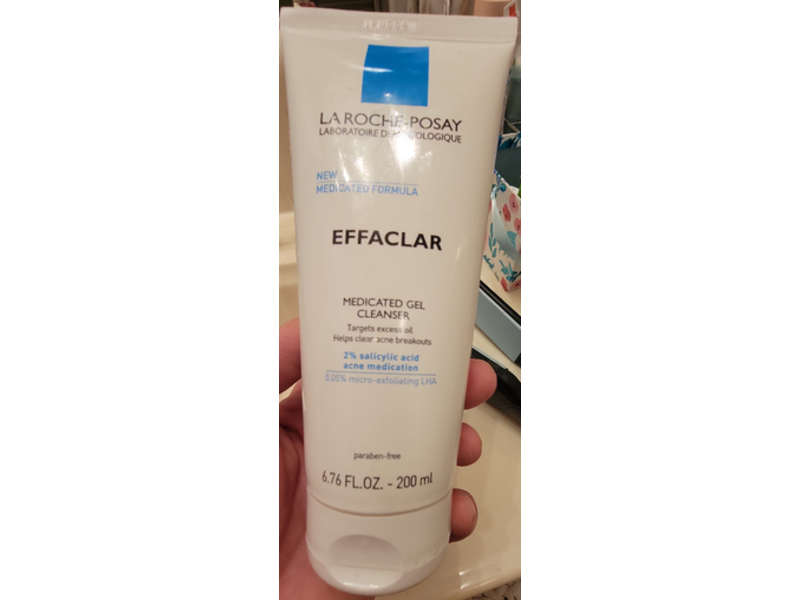 LA ROCHE-POSAY
LABORATOIRE DERMATOLOGIQUE
NEW
MEDICATED FORMULA
EFFACLAR
MEDICATED GEL
CLEANSER
Targets excess oil
Helps clear acne breakouts
2% salicylic acid
acne medication
0.05% micro-exfoliating LHA
paraben-free
6.76 FL.OZ. - 200 ml